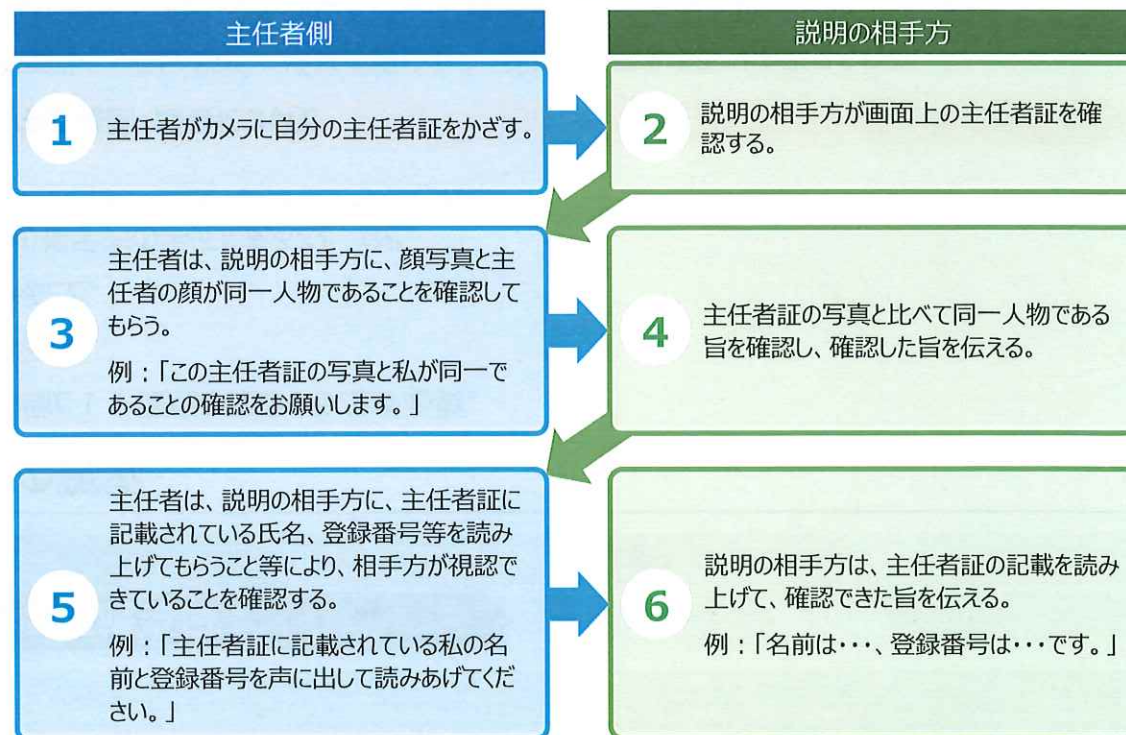 主任者側
説明の相手方
1
主任者がカメラに自分の主任者証をかざす。
2
説明の相手方が画面上の主任者証を確
認する。
3
主任者は、説明の相手方に、顔写真と主
任者の顔が同一人物であることを確認して
もらう。
例：「この主任者証の写真と私が同一で
あることの確認をお願いします。」
4
主任者証の写真と比べて同一人物である
旨を確認し、確認した旨を伝える。
5
主任者は、説明の相手方に、主任者証に
記載されている氏名、登録番号等を読み
上げてもらうこと等により、相手方が視認で
きていることを確認する。
例：「主任者証に記載されている私の名
前と登録番号を声に出して読みあげてくだ
さい。」
6
説明の相手方は、主任者証の記載を読み
上げて、確認できた旨を伝える。
例：「名前は・・・、登録番号は・・・です。」